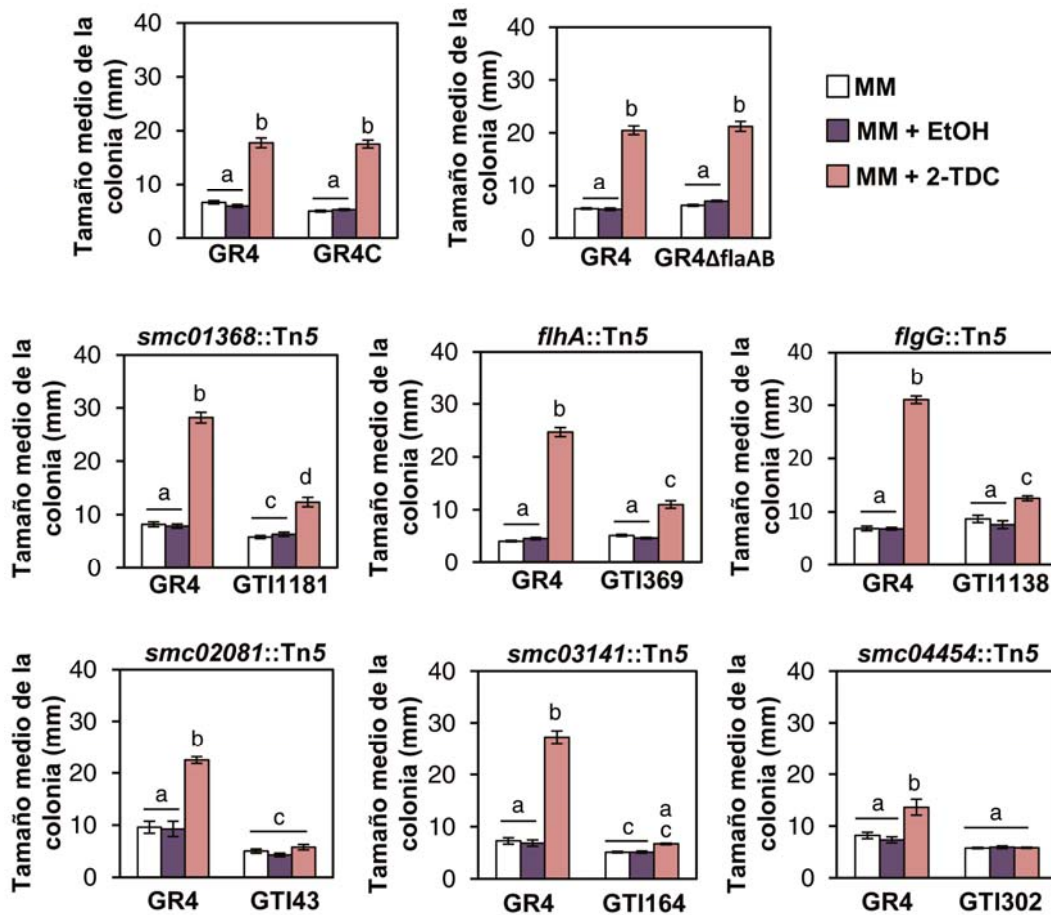 Tamaño medio de la
colonia (mm)
40
30
20
10
0
a
b
a
b
GR4
GR4C
Tamaño medio de la
colonia (mm)
40
30
20
10
0
a
b
a
b
GR4
GR4ΔflaAB
MM
MM + EtOH
MM + 2-TDC
smc01368::Tn5
Tamaño medio de la
colonia (mm)
40
30
20
10
0
a
b
c
d
GR4
GTI1181
flhA::Tn5
Tamaño medio de la
colonia (mm)
40
30
20
10
0
a
b
a
c
GR4
GTI369
flgG::Tn5
Tamaño medio de la
colonia (mm)
40
30
20
10
0
a
b
a
c
GR4
GTI1138
smc02081::Tn5
Tamaño medio de la
colonia (mm)
40
30
20
10
0
a
b
c
GR4
GTI43
smc03141::Tn5
Tamaño medio de la
colonia (mm)
40
30
20
10
0
a
b
c
a
c
GR4
GTI164
smc04454::Tn5
Tamaño medio de la
colonia (mm)
40
30
20
10
0
a
b
a
GR4
GTI302